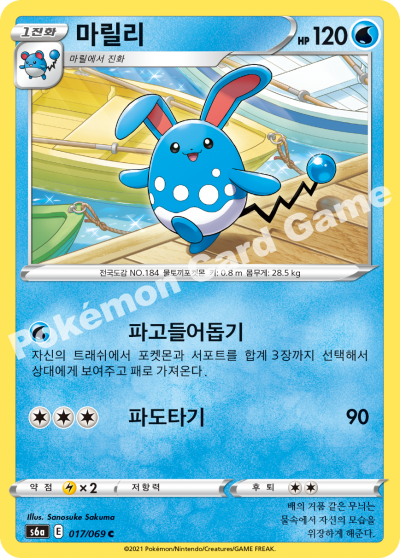 1진화 마릴리 HP 120
마릴에서 진화
전국도감 NO.184 물토끼포켓몬 키: 0.8 m 몸무게: 28.5 kg
Pokémon Card Game
파고들어돕기
자신의 트래쉬에서 포켓몬과 서포트를 합계 3장까지 선택해서
상대에게 보여주고 패로 가져온다.
파도타기 90
약점 ×2 저항력 후퇴
Illus. Sanosuke Sakuma
s6a E 017/069 C
배의 거품 같은 무늬는
물속에서 자신의 모습을
위장하게 해준다.
©2021 Pokémon/Nintendo/Creatures/GAME FREAK.